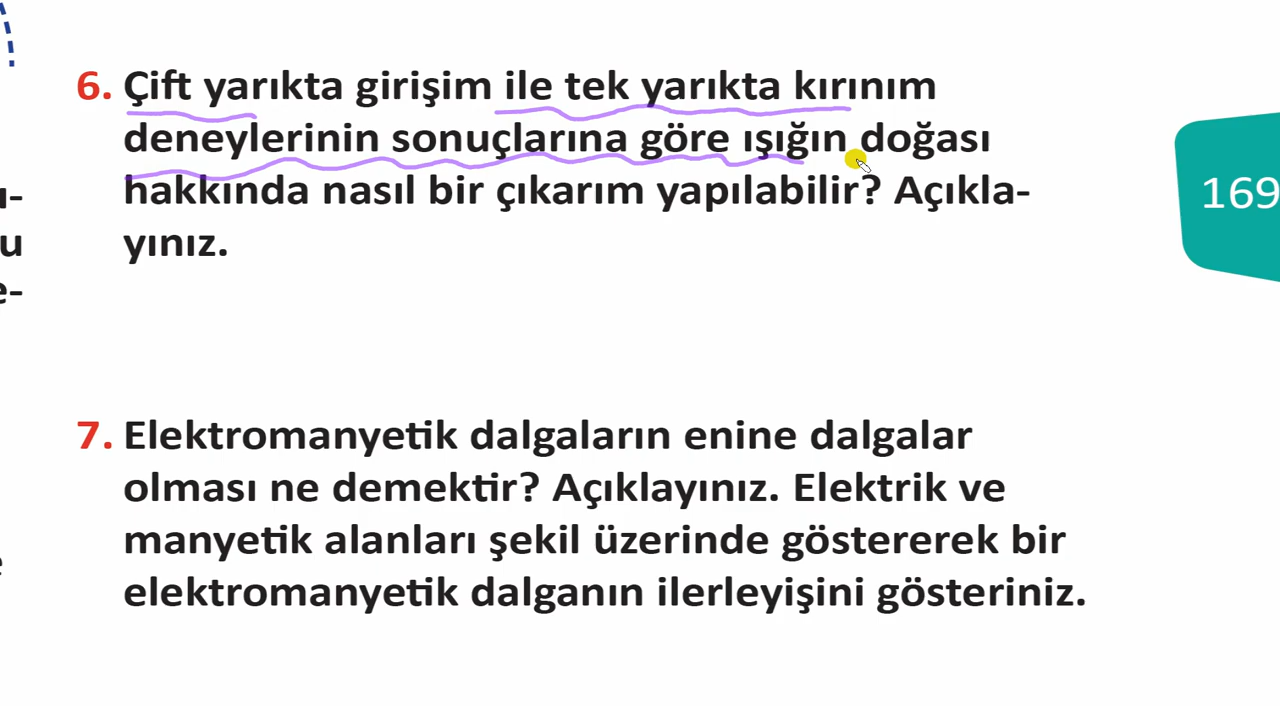 6. Çift yarıkta girişim ile tek yarıkta kırınım
deneylerinin sonuçlarına göre ışığın doğası
hakkında nasıl bir çıkarım yapılabilir? Açıkla-
yınız.
169
u
e-
7. Elektromanyetik dalgaların enine dalgalar
olması ne demektir? Açıklayınız. Elektrik ve
manyetik alanları şekil üzerinde göstererek bir
elektromanyetik dalganın ilerleyişini gösteriniz.